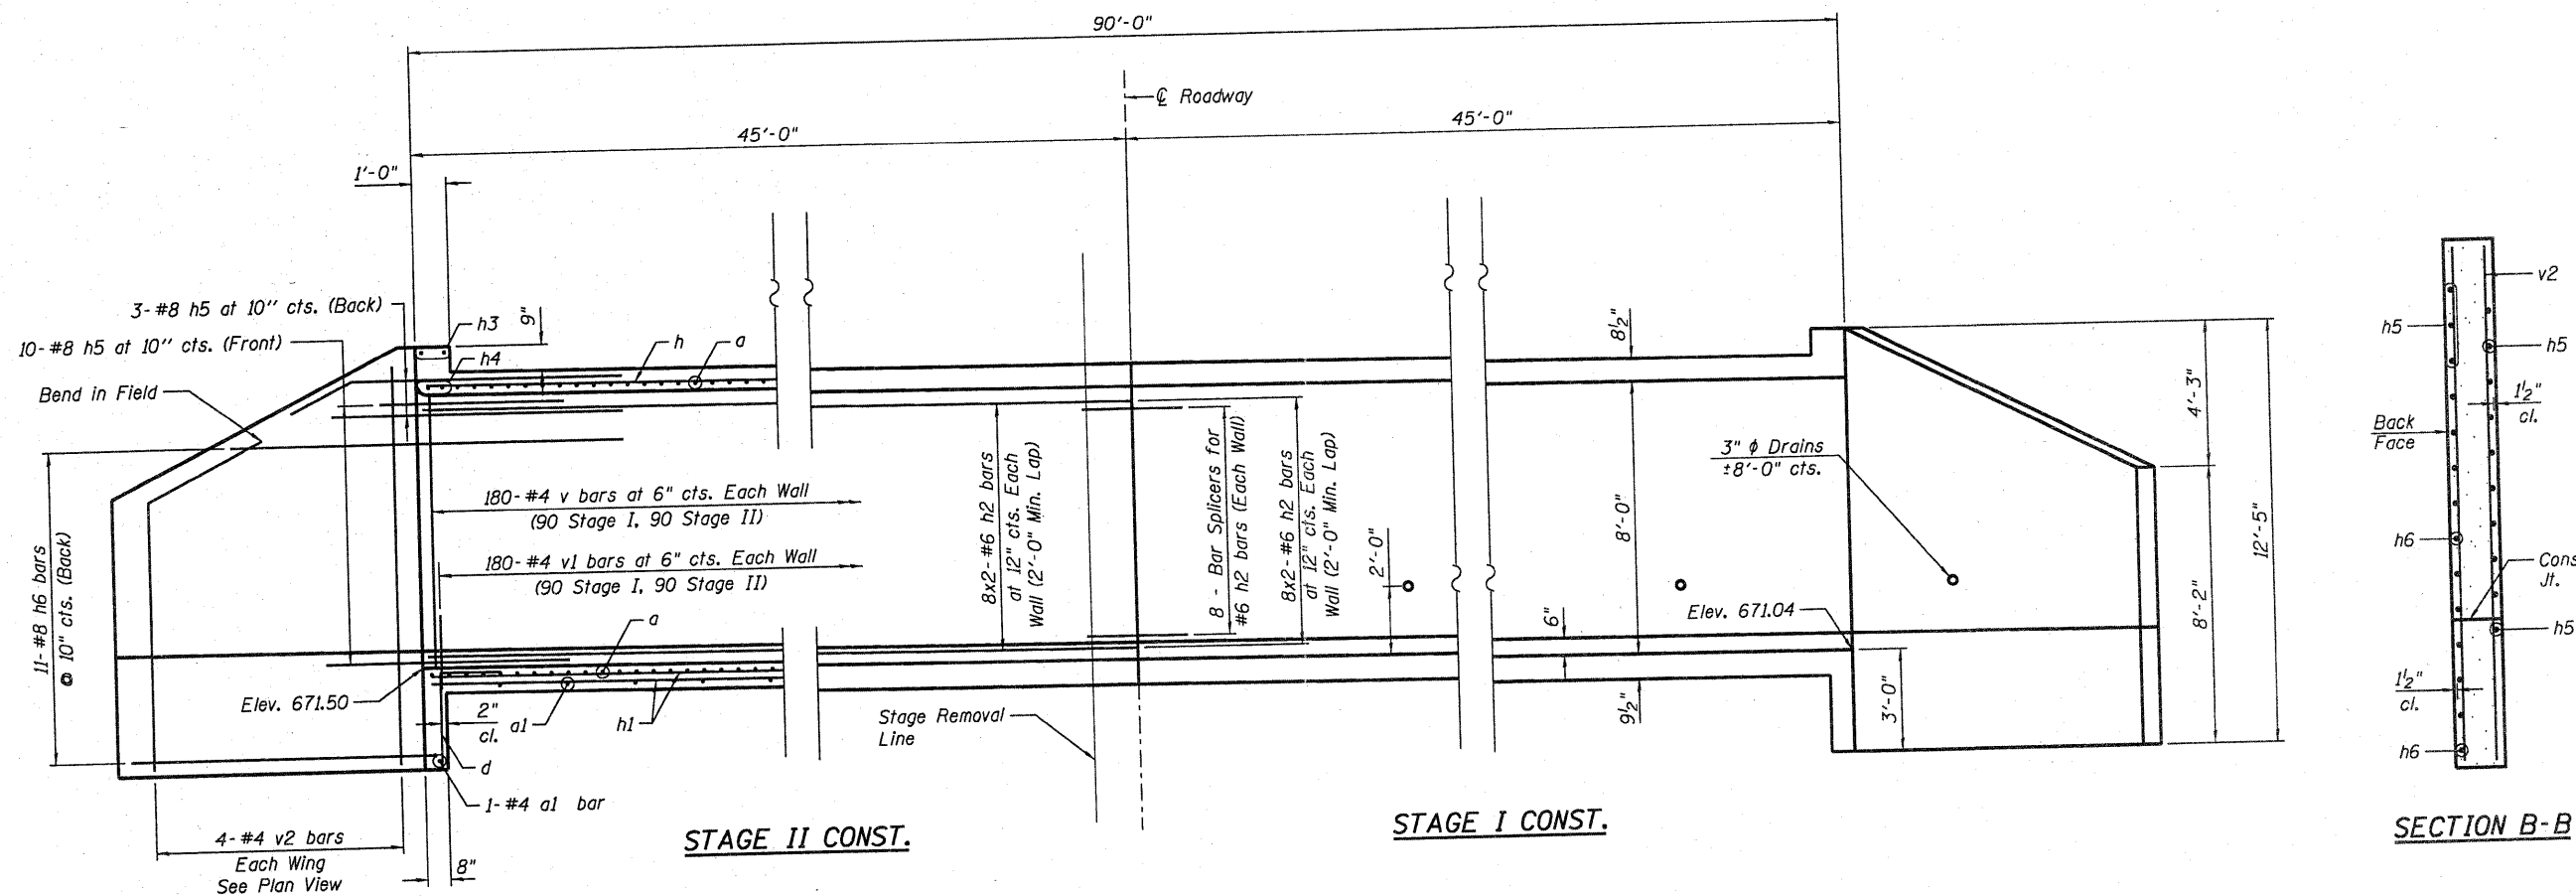 90'-0"
℄ Roadway
45'-0"
45'-0"
1'-0"
3-#8 h5 at 10" cts. (Back)
10-#8 h5 at 10" cts. (Front)
Bend in Field
9"
h3
h4
h
a
8½"
11-#8 h6 bars
@ 10" cts. (Back)
180-#4 v bars at 6" cts. Each Wall
(90 Stage I, 90 Stage II)
180-#4 v1 bars at 6" cts. Each Wall
(90 Stage I, 90 Stage II)
8x2-#6 h2 bars
at 12" cts. Each
Wall (2'-0" Min. Lap)
8 - Bar Splicers for
#6 h2 bars (Each Wall)
8x2-#6 h2 bars
at 12" cts. Each
Wall (2'-0" Min. Lap)
2'-0"
8'-0"
3" φ Drains
±8'-0" cts.
4'-3"
12'-5"
8'-2"
6"
Elev. 671.04
3'-0"
9½"
a
Elev. 671.50
2"
cl.
a1
h1
Stage Removal
Line
d
1-#4 a1 bar
4-#4 v2 bars
Each Wing
See Plan View
8"
STAGE II CONST.
STAGE I CONST.
v2
h5
h5
1½"
cl.
Back
Face
h6
Cons
Jt.
h5
1½"
cl.
h6
SECTION B-B